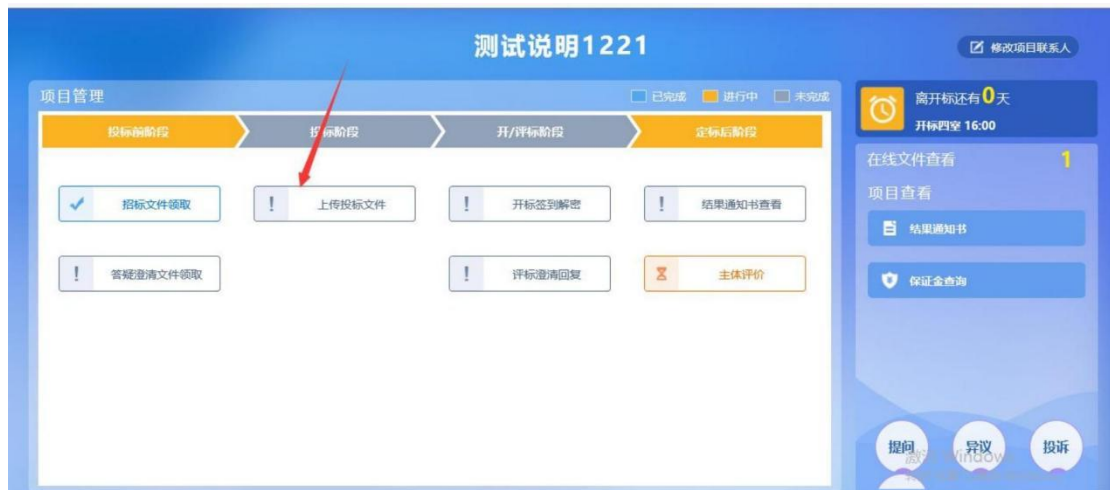 测试说明1221
修改项目联系人
项目管理
已完成 进行中 未完成
投标前阶段 投标阶段 开/评标阶段 定标后阶段
! 招标文件领取 ! 上传投标文件 ! 开标签到解密 ! 结果通知书查看
! 答疑澄清文件领取 ! 评标澄清回复 主体评价
离开标还有0天
开标四室 16:00
在线文件查看 1
项目查看
结果通知书
保证金查询
提问 异议 投诉
激活 Windows